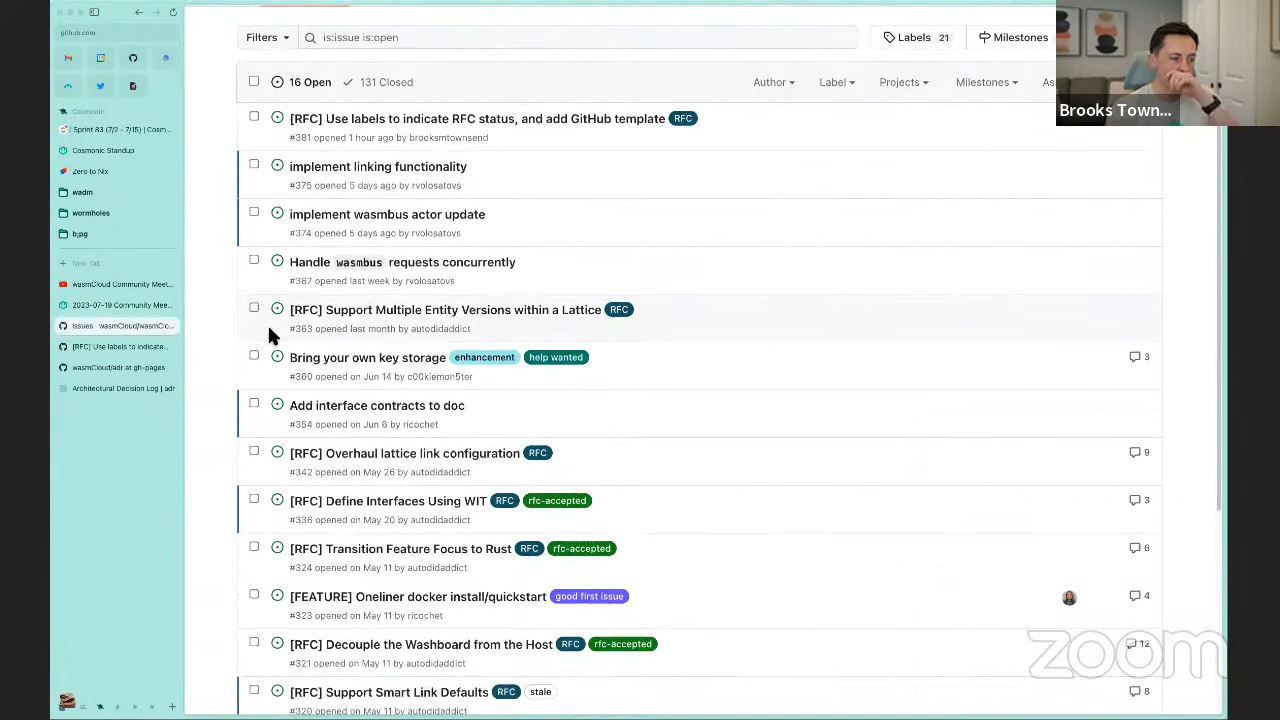 github.com
Cosmonic
Sprint 83 (7/2 - 7/15) | Cosm...
Cosmonic Standup
Zero to Nix
wadm
wormholes
b;pg
+ New Tab
wasmCloud Community Meet...
2023-07-19 Community Mee...
Issues · wasmCloud/wasmClo...
[RFC] Use labels to indicate...
wasmCloud/adr at gh-pages
Architectural Decision Log | adr
Filters
is:issue is:open
Labels 21
Milestones
16 Open
131 Closed
Author
Label
Projects
Milestones
As
[RFC] Use labels to indicate RFC status, and add GitHub template RFC
#381 opened 1 hour ago by brooksmtownsend
implement linking functionality
#375 opened 5 days ago by rvolosatovs
implement wasmbus actor update
#374 opened 5 days ago by rvolosatovs
Handle wasmbus requests concurrently
#367 opened last week by rvolosatovs
[RFC] Support Multiple Entity Versions within a Lattice RFC
#363 opened last month by autodidaddict
Bring your own key storage enhancement help wanted 3
#360 opened on Jun 14 by c00kiemon5ter
Add interface contracts to doc
#354 opened on Jun 6 by ricochet
[RFC] Overhaul lattice link configuration RFC 9
#342 opened on May 26 by autodidaddict
[RFC] Define Interfaces Using WIT RFC rfc-accepted 3
#336 opened on May 20 by autodidaddict
[RFC] Transition Feature Focus to Rust RFC rfc-accepted 6
#324 opened on May 11 by autodidaddict
[FEATURE] Oneliner docker install/quickstart good first issue 4
#323 opened on May 11 by ricochet
[RFC] Decouple the Washboard from the Host RFC rfc-accepted 12
#321 opened on May 11 by autodidaddict
[RFC] Support Smart Link Defaults RFC stale 8
#320 opened on May 11 by autodidaddict
Brooks Town...
zoom